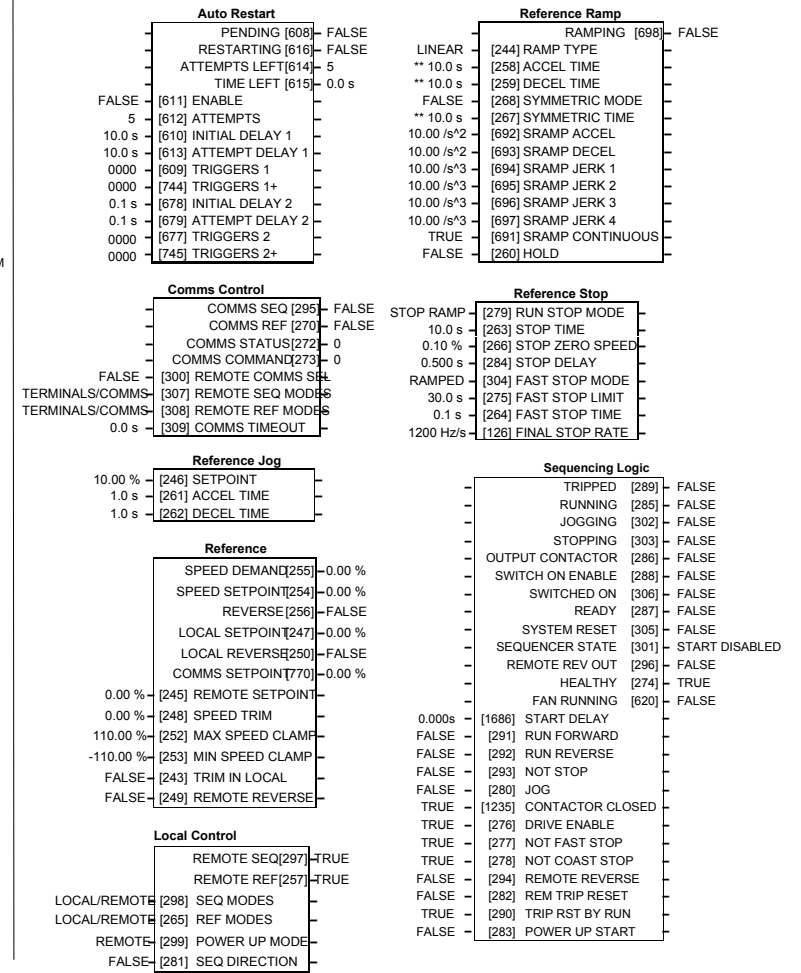 Auto Restart
PENDING [608] FALSE
RESTARTING [616] FALSE
ATTEMPTS LEFT[614] 5
TIME LEFT [615] 0.0 s
FALSE [611] ENABLE
5 [612] ATTEMPTS
10.0 s [610] INITIAL DELAY 1
10.0 s [613] ATTEMPT DELAY 1
0000 [609] TRIGGERS 1
0000 [744] TRIGGERS 1+
0.1 s [678] INITIAL DELAY 2
0.1 s [679] ATTEMPT DELAY 2
0000 [677] TRIGGERS 2
0000 [745] TRIGGERS 2+
M
Comms Control
COMMS SEQ [295] FALSE
COMMS REF [270] FALSE
COMMS STATUS[272] 0
COMMS COMMAND[273] 0
FALSE [300] REMOTE COMMS SEL
TERMINALS/COMMS [307] REMOTE SEQ MODES
TERMINALS/COMMS [308] REMOTE REF MODES
0.0 s [309] COMMS TIMEOUT
Reference Jog
10.00 % [246] SETPOINT
1.0 s [261] ACCEL TIME
1.0 s [262] DECEL TIME
Reference
SPEED DEMAND[255] 0.00 %
SPEED SETPOINT[254] 0.00 %
REVERSE[256] FALSE
LOCAL SETPOINT[247] 0.00 %
LOCAL REVERSE[250] FALSE
COMMS SETPOINT[770] 0.00 %
0.00 % [245] REMOTE SETPOINT
0.00 % [248] SPEED TRIM
110.00 % [252] MAX SPEED CLAMP
-110.00 % [253] MIN SPEED CLAMP
FALSE [243] TRIM IN LOCAL
FALSE [249] REMOTE REVERSE
Local Control
REMOTE SEQ[297] TRUE
REMOTE REF[257] TRUE
LOCAL/REMOTE [298] SEQ MODES
LOCAL/REMOTE [265] REF MODES
REMOTE [299] POWER UP MODE
FALSE [281] SEQ DIRECTION
Reference Ramp
RAMPING [698] FALSE
LINEAR [244] RAMP TYPE
** 10.0 s [258] ACCEL TIME
** 10.0 s [259] DECEL TIME
FALSE [268] SYMMETRIC MODE
** 10.0 s [267] SYMMETRIC TIME
10.00 /s^2 [692] SRAMP ACCEL
10.00 /s^2 [693] SRAMP DECEL
10.00 /s^3 [694] SRAMP JERK 1
10.00 /s^3 [695] SRAMP JERK 2
10.00 /s^3 [696] SRAMP JERK 3
10.00 /s^3 [697] SRAMP JERK 4
TRUE [691] SRAMP CONTINUOUS
FALSE [260] HOLD
Reference Stop
STOP RAMP [279] RUN STOP MODE
10.0 s [263] STOP TIME
0.10 % [266] STOP ZERO SPEED
0.500 s [284] STOP DELAY
RAMPED [304] FAST STOP MODE
30.0 s [275] FAST STOP LIMIT
0.1 s [264] FAST STOP TIME
1200 Hz/s [126] FINAL STOP RATE
Sequencing Logic
TRIPPED [289] FALSE
RUNNING [285] FALSE
JOGGING [302] FALSE
STOPPING [303] FALSE
OUTPUT CONTACTOR [286] FALSE
SWITCH ON ENABLE [288] FALSE
SWITCHED ON [306] FALSE
READY [287] FALSE
SYSTEM RESET [305] FALSE
SEQUENCER STATE [301] START DISABLED
REMOTE REV OUT [296] FALSE
HEALTHY [274] TRUE
FAN RUNNING [620] FALSE
0.000s [1686] START DELAY
FALSE [291] RUN FORWARD
FALSE [292] RUN REVERSE
FALSE [293] NOT STOP
FALSE [280] JOG
TRUE [1235] CONTACTOR CLOSED
TRUE [276] DRIVE ENABLE
TRUE [277] NOT FAST STOP
TRUE [278] NOT COAST STOP
FALSE [294] REMOTE REVERSE
FALSE [282] REM TRIP RESET
TRUE [290] TRIP RST BY RUN
FALSE [283] POWER UP START